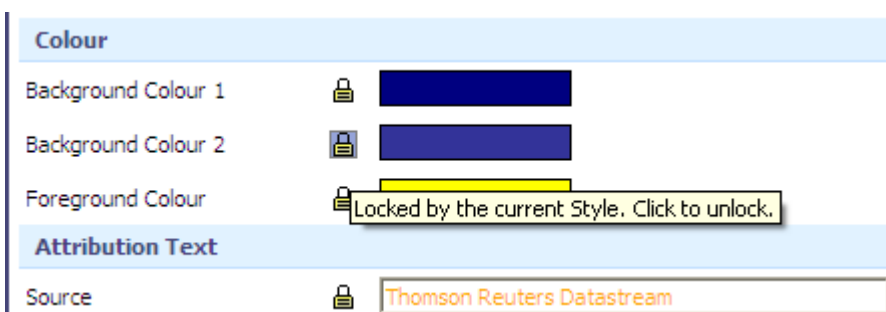 Colour
Background Colour 1
Background Colour 2
Foreground Colour
Locked by the current Style. Click to unlock.
Attribution Text
Source
Thomson Reuters Datastream